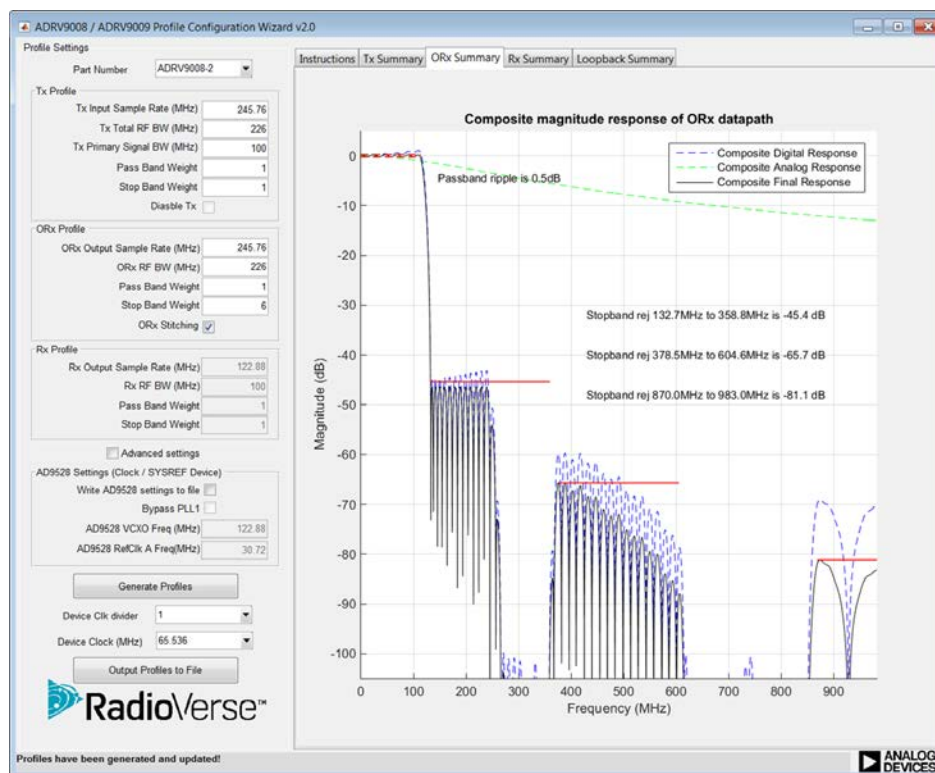 ADRV9008 / ADRV9009 Profile Configuration Wizard v2.0
Profile Settings
Part Number ADRV9008-2
Tx Profile
Tx Input Sample Rate (MHz) 245.76
Tx Total RF BW (MHz) 226
Tx Primary Signal BW (MHz) 100
Pass Band Weight 1
Stop Band Weight 1
Diasble Tx
ORx Profile
ORx Output Sample Rate (MHz) 245.76
ORx RF BW (MHz) 226
Pass Band Weight 1
Stop Band Weight 6
ORx Stitching
Rx Profile
Rx Output Sample Rate (MHz) 122.88
Rx RF BW (MHz) 100
Pass Band Weight 1
Stop Band Weight 1
Advanced settings
AD9528 Settings (Clock / SYSREF Device)
Write AD9528 settings to file
Bypass PLL1
AD9528 VCXO Freq (MHz) 122.88
AD9528 RefClk A Freq(MHz) 30.72
Generate Profiles
Device Clk divider 1
Device Clock (MHz) 65.536
Output Profiles to File
RadioVerse™
Profiles have been generated and updated!
Instructions Tx Summary ORx Summary Rx Summary Loopback Summary
Composite magnitude response of ORx datapath
Composite Digital Response
Composite Analog Response
Composite Final Response
Passband ripple is 0.5dB
Stopband rej 132.7MHz to 358.8MHz is -45.4 dB
Stopband rej 378.5MHz to 604.6MHz is -65.7 dB
Stopband rej 870.0MHz to 983.0MHz is -81.1 dB
Magnitude (dB)
0
-10
-20
-30
-40
-50
-60
-70
-80
-90
-100
0 100 200 300 400 500 600 700 800 900
Frequency (MHz)
ANALOG
DEVICES